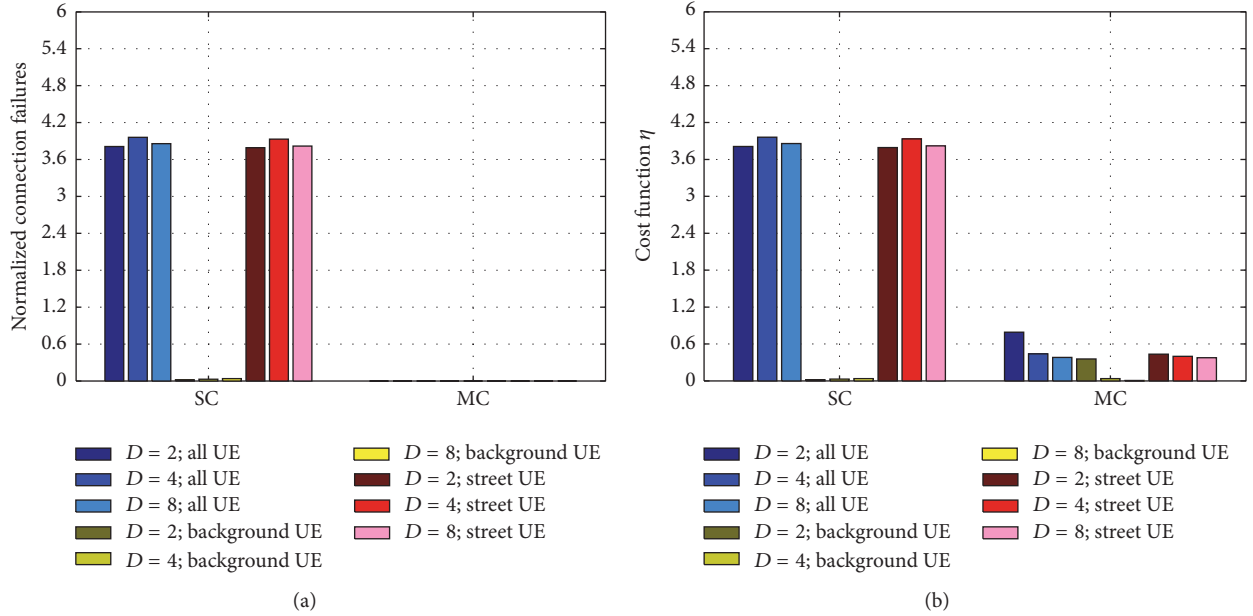 Normalized connection failures
6
5.4
4.8
4.2
3.6
3
2.4
1.8
1.2
0.6
0
SC
MC
D = 2; all UE
D = 4; all UE
D = 8; all UE
D = 2; background UE
D = 4; background UE
D = 8; background UE
D = 2; street UE
D = 4; street UE
D = 8; street UE
(a)
Cost function η
6
5.4
4.8
4.2
3.6
3
2.4
1.8
1.2
0.6
0
SC
MC
D = 2; all UE
D = 4; all UE
D = 8; all UE
D = 2; background UE
D = 4; background UE
D = 8; background UE
D = 2; street UE
D = 4; street UE
D = 8; street UE
(b)